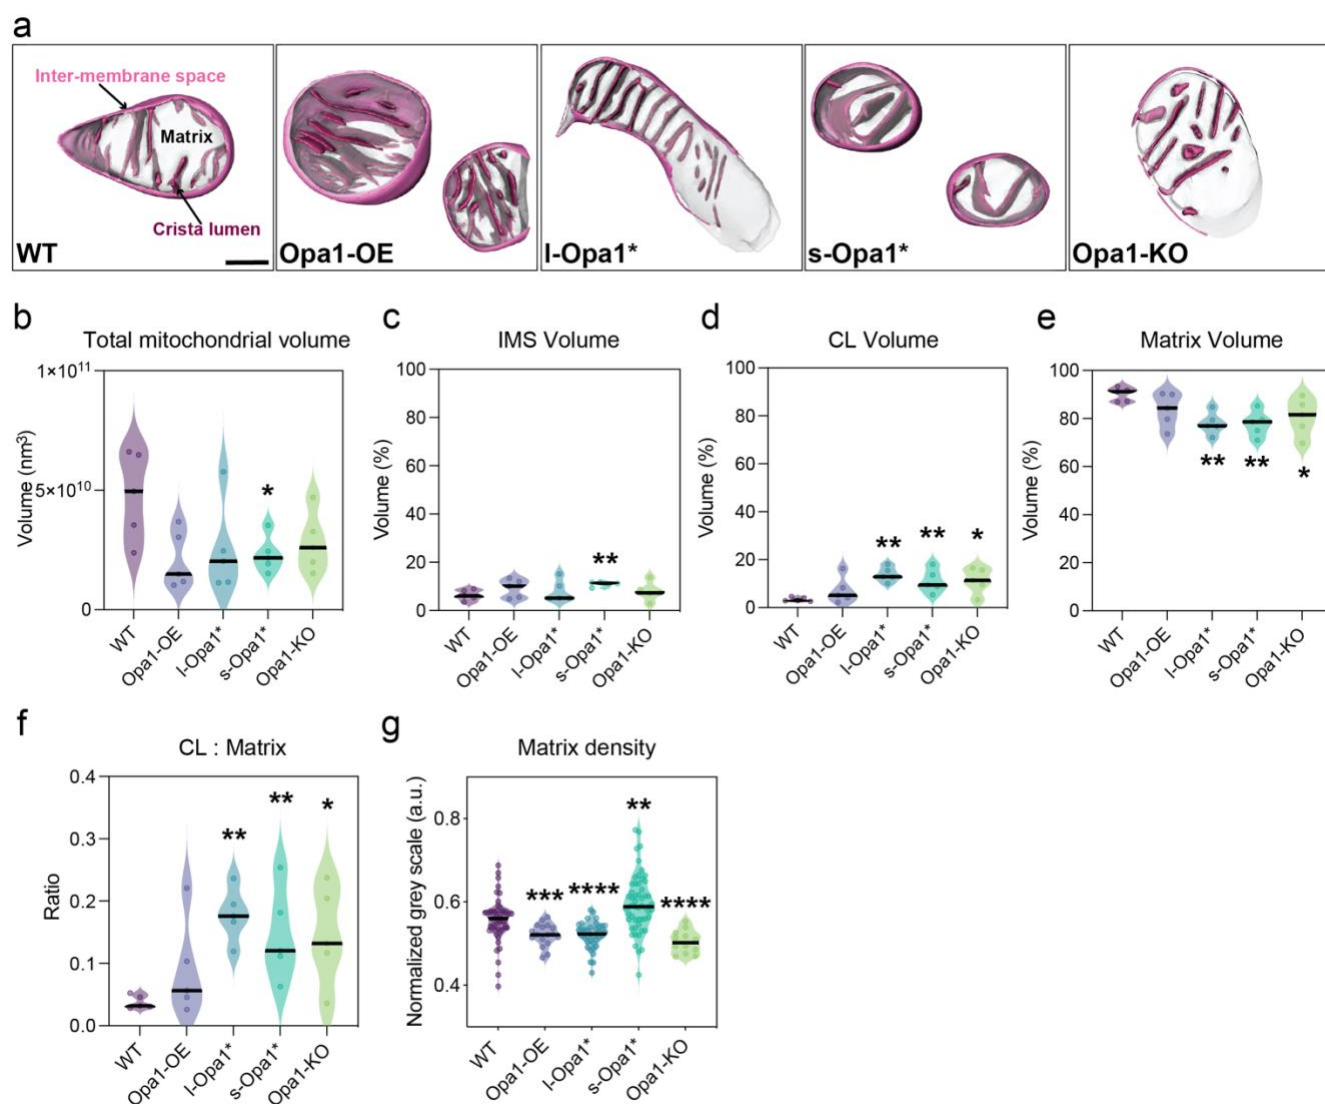 a
Inter-membrane space
Matrix
Crista lumen
WT
Opa1-OE
l-Opa1*
s-Opa1*
Opa1-KO
b
Total mitochondrial volume
Volume (nm³)
1×10¹¹
5×10¹⁰
0
*
WT
Opa1-OE
l-Opa1*
s-Opa1*
Opa1-KO
c
IMS Volume
Volume (%)
100
80
60
40
20
0
**
WT
Opa1-OE
l-Opa1*
s-Opa1*
Opa1-KO
d
CL Volume
Volume (%)
100
80
60
40
20
0
**
**
*
WT
Opa1-OE
l-Opa1*
s-Opa1*
Opa1-KO
e
Matrix Volume
Volume (%)
100
80
60
40
20
0
**
**
*
WT
Opa1-OE
l-Opa1*
s-Opa1*
Opa1-KO
f
CL : Matrix
Ratio
0.4
0.3
0.2
0.1
0.0
**
**
*
WT
Opa1-OE
l-Opa1*
s-Opa1*
Opa1-KO
g
Matrix density
Normalized grey scale (a.u.)
0.8
0.6
0.4
***
****
**
****
WT
Opa1-OE
l-Opa1*
s-Opa1*
Opa1-KO